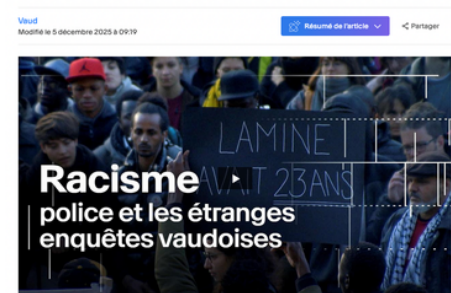 Vaud
Modifié le 5 décembre 2025 à 09:19
Résumé de l'article
Partager
LAMINE
AVAIT 23 ANS
Racisme
police et les étranges
enquêtes vaudoises